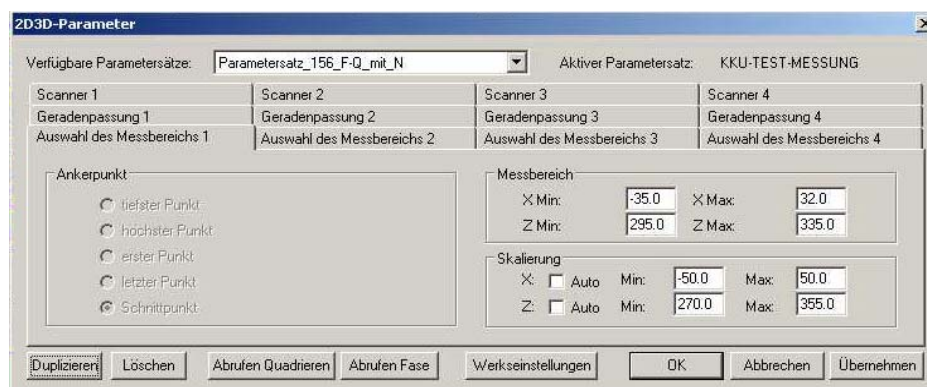 2D3D-Parameter
Verfügbare Parametersätze: Parametersatz_156_F-Q_mit_N Aktiver Parametersatz: KKU-TEST-MESSUNG
Scanner 1 Scanner 2 Scanner 3 Scanner 4
Geradenpassung 1 Geradenpassung 2 Geradenpassung 3 Geradenpassung 4
Auswahl des Messbereichs 1 Auswahl des Messbereichs 2 Auswahl des Messbereichs 3 Auswahl des Messbereichs 4
Ankerpunkt
tiefster Punkt
höchster Punkt
erster Punkt
letzter Punkt
Schnittpunkt
Messbereich
X Min: -35.0 X Max: 32.0
Z Min: 295.0 Z Max: 335.0
Skalierung
X: Auto Min: -50.0 Max: 50.0
Z: Auto Min: 270.0 Max: 355.0
Duplizieren Löschen Abrufen Quadrieren Abrufen Fase Werkseinstellungen OK Abbrechen Übernehmen